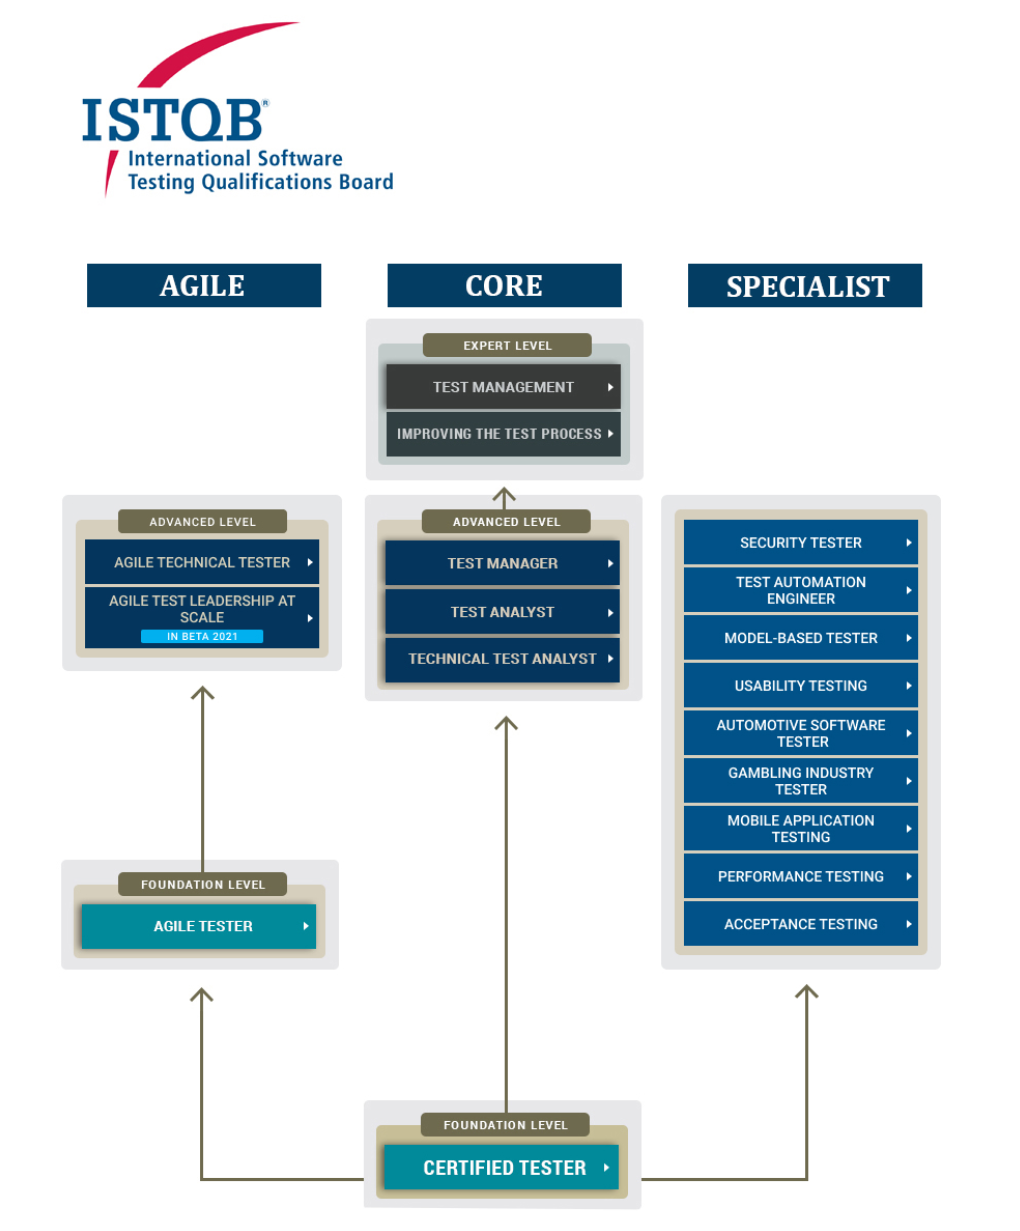 ISTQB®
International Software
Testing Qualifications Board
AGILE
CORE
SPECIALIST
EXPERT LEVEL
TEST MANAGEMENT
IMPROVING THE TEST PROCESS
ADVANCED LEVEL
AGILE TECHNICAL TESTER
AGILE TEST LEADERSHIP AT
SCALE
IN BETA 2021
ADVANCED LEVEL
TEST MANAGER
TEST ANALYST
TECHNICAL TEST ANALYST
SECURITY TESTER
TEST AUTOMATION
ENGINEER
MODEL-BASED TESTER
USABILITY TESTING
AUTOMOTIVE SOFTWARE
TESTER
GAMBLING INDUSTRY
TESTER
MOBILE APPLICATION
TESTING
PERFORMANCE TESTING
ACCEPTANCE TESTING
FOUNDATION LEVEL
AGILE TESTER
FOUNDATION LEVEL
CERTIFIED TESTER